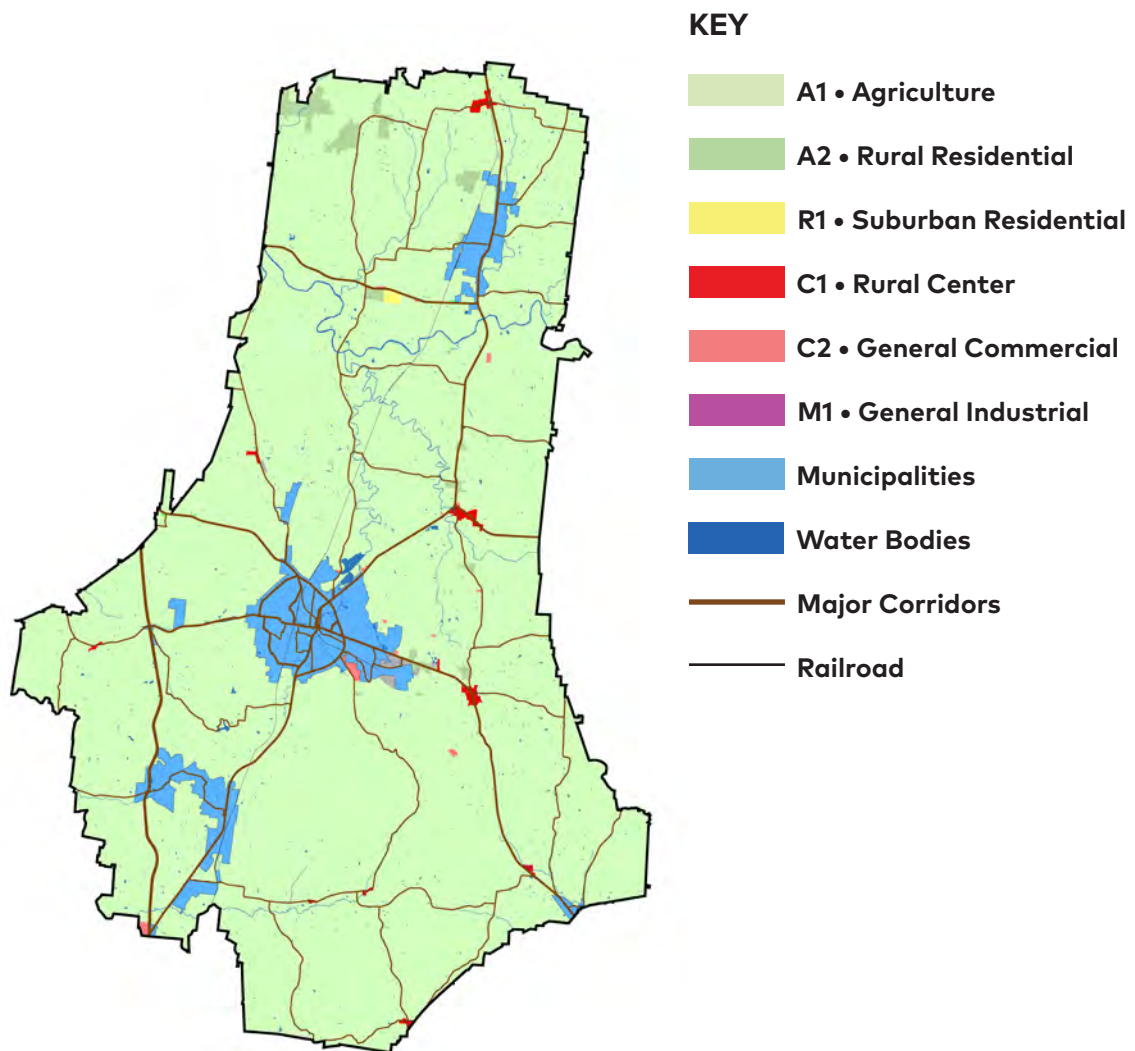 KEY
A1 • Agriculture
A2 • Rural Residential
R1 • Suburban Residential
C1 • Rural Center
C2 • General Commercial
M1 • General Industrial
Municipalities
Water Bodies
Major Corridors
Railroad